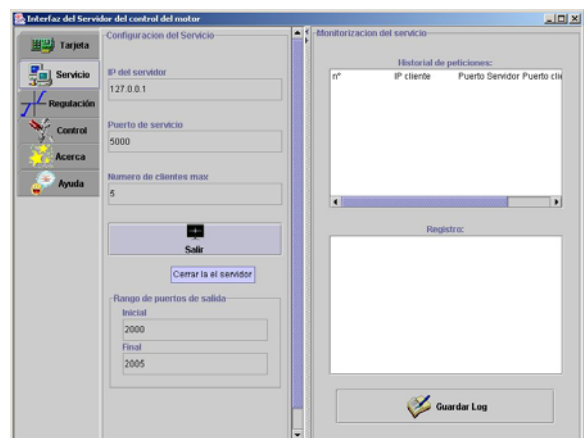 Interfaz del Servidor del control del motor
Tarjeta
Servicio
Regulación
Control
Acerca
Ayuda
Configuracion del Servicio
IP del servidor
127.0.0.1
Puerto de servicio
5000
Numero de clientes max
5
Salir
Cerrar la el servidor
Rango de puertos de salida
Inicial
2000
Final
2005
Monitorizacion del servicio
Historial de peticiones:
nº IP cliente Puerto Servidor Puerto clie
Registro:
Guardar Log